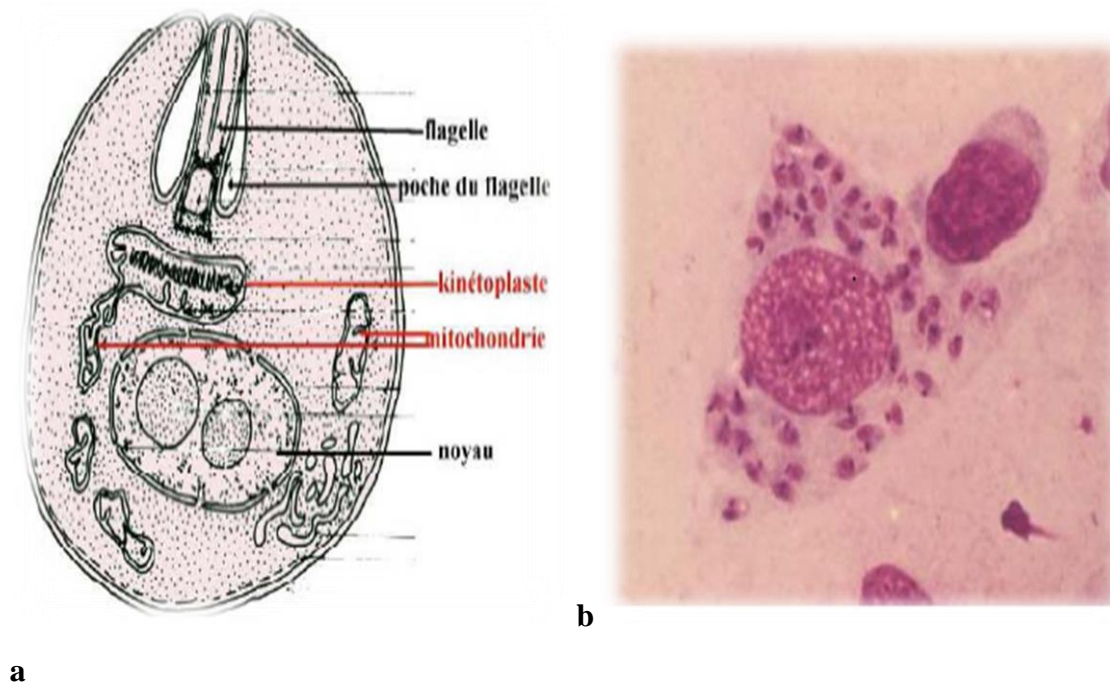 flagelle
poche du flagelle
kinétoplaste
mitochondrie
noyau
b
a